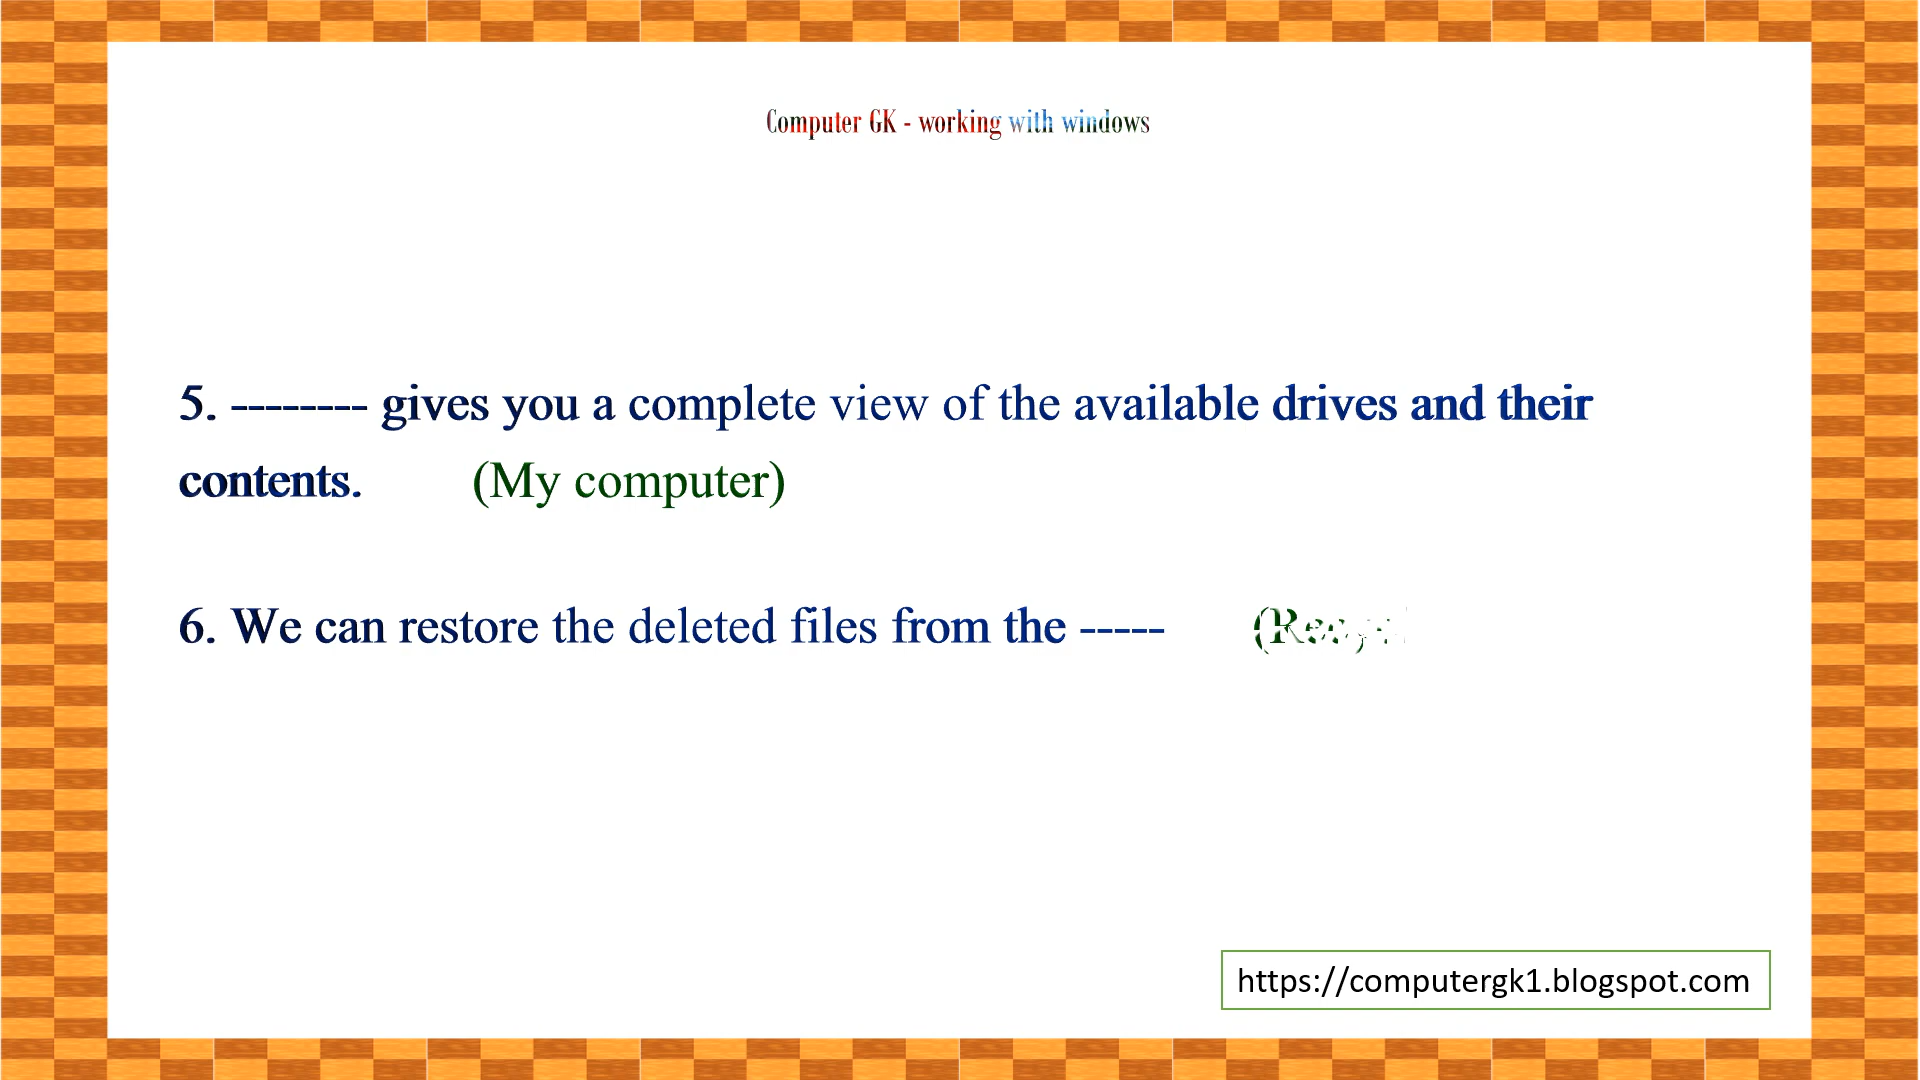 Computer GK - working with windows
5. -------- gives you a complete view of the available drives and their
contents. (My computer)
6. We can restore the deleted files from the -----
https://computergk1.blogspot.com